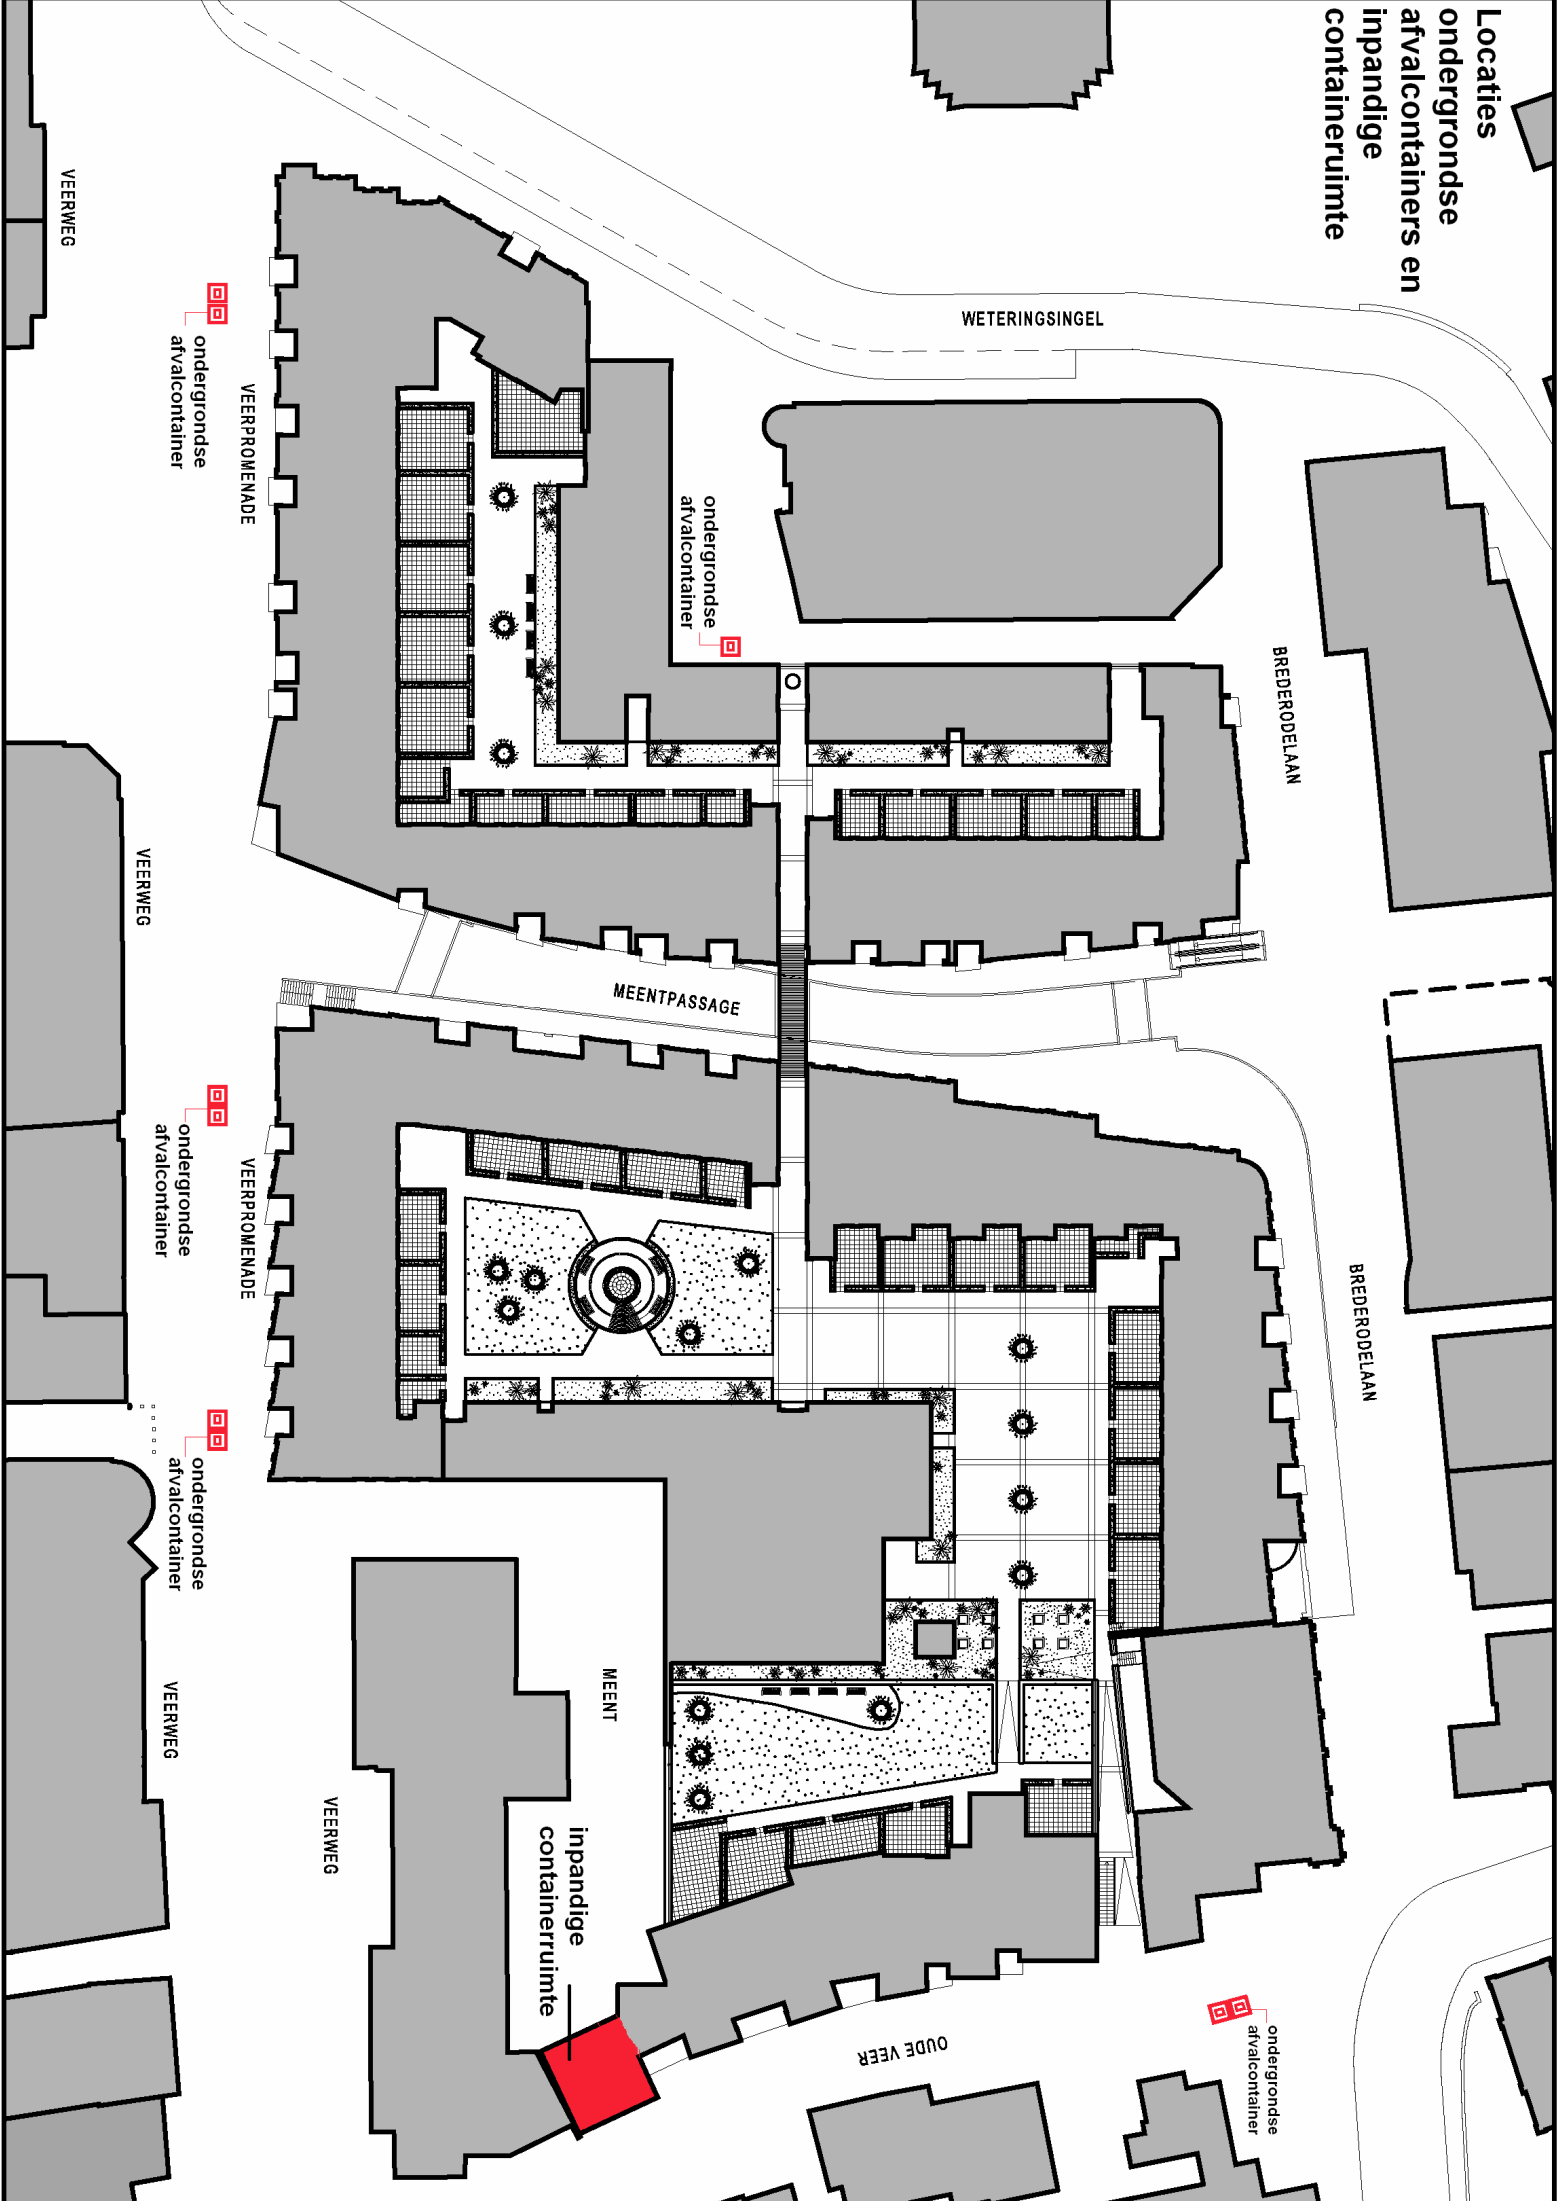 Locaties
ondergrondse
afvalcontainers en
inpandige
containeruimte
WETERINGSINGEL
BREDERODELAAN
ondergrondse
afvalcontainer
VEERWEG
ondergrondse
afvalcontainer
VEERPROMENADE
VEERWEG
MEENTPASSAGE
BREDERODELAAN
ondergrondse
afvalcontainer
VEERPROMENADE
ondergrondse
afvalcontainer
MEENT
VEERWEG
VEERWEG
inpandige
containerruimte
OUDE VEER
ondergrondse
afvalcontainer